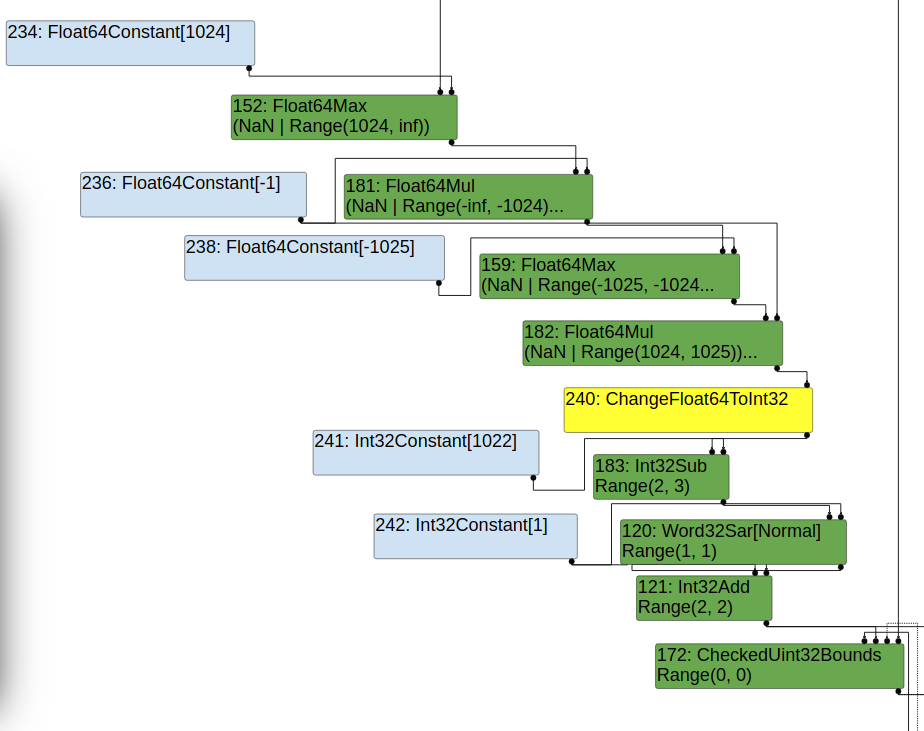 234: Float64Constant[1024]
152: Float64Max
(NaN | Range(1024, inf))
236: Float64Constant[-1]
181: Float64Mul
(NaN | Range(-inf, -1024)...
238: Float64Constant[-1025]
159: Float64Max
(NaN | Range(-1025, -1024...
182: Float64Mul
(NaN | Range(1024, 1025))...
240: ChangeFloat64ToInt32
241: Int32Constant[1022]
183: Int32Sub
Range(2, 3)
242: Int32Constant[1]
120: Word32Sar[Normal]
Range(1, 1)
121: Int32Add
Range(2, 2)
172: CheckedUint32Bounds
Range(0, 0)